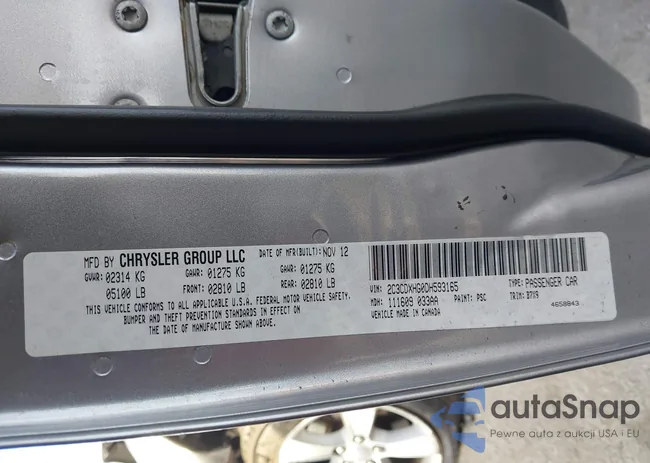 MFD BY CHRYSLER GROUP LLC DATE OF MFR(BUILT): NOV 12
GVWR: 02314 KG GAWR: 01275 KG GAWR: 01275 KG
05100 LB FRONT: 02810 LB REAR: 02810 LB
THIS VEHICLE CONFORMS TO ALL APPLICABLE U.S.A. FEDERAL MOTOR VEHICLE SAFETY,
BUMPER AND THEFT PREVENTION STANDARDS IN EFFECT ON
THE DATE OF MANUFACTURE SHOWN ABOVE.
VIN: 2C3CDXHG0DH593165 TYPE: PASSENGER CAR
MDH: 111609 033AA PAINT: PSC TRIM: B7X9
VEHICLE MADE IN CANADA 4658843
autaSnap
Pewne auta z aukcji USA i EU